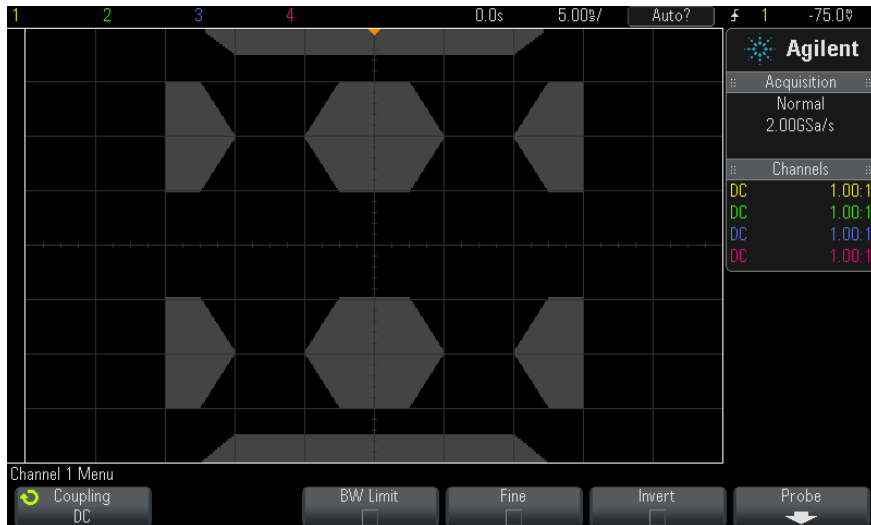 1 2 3 4 0.0s 5.00s/ Auto? 1 -75.0V
Agilent
Acquisition
Normal
2.00GSa/s
Channels
DC 1.00:1
DC 1.00:1
DC 1.00:1
DC 1.00:1
Channel 1 Menu
Coupling BW Limit Fine Invert Probe
DC